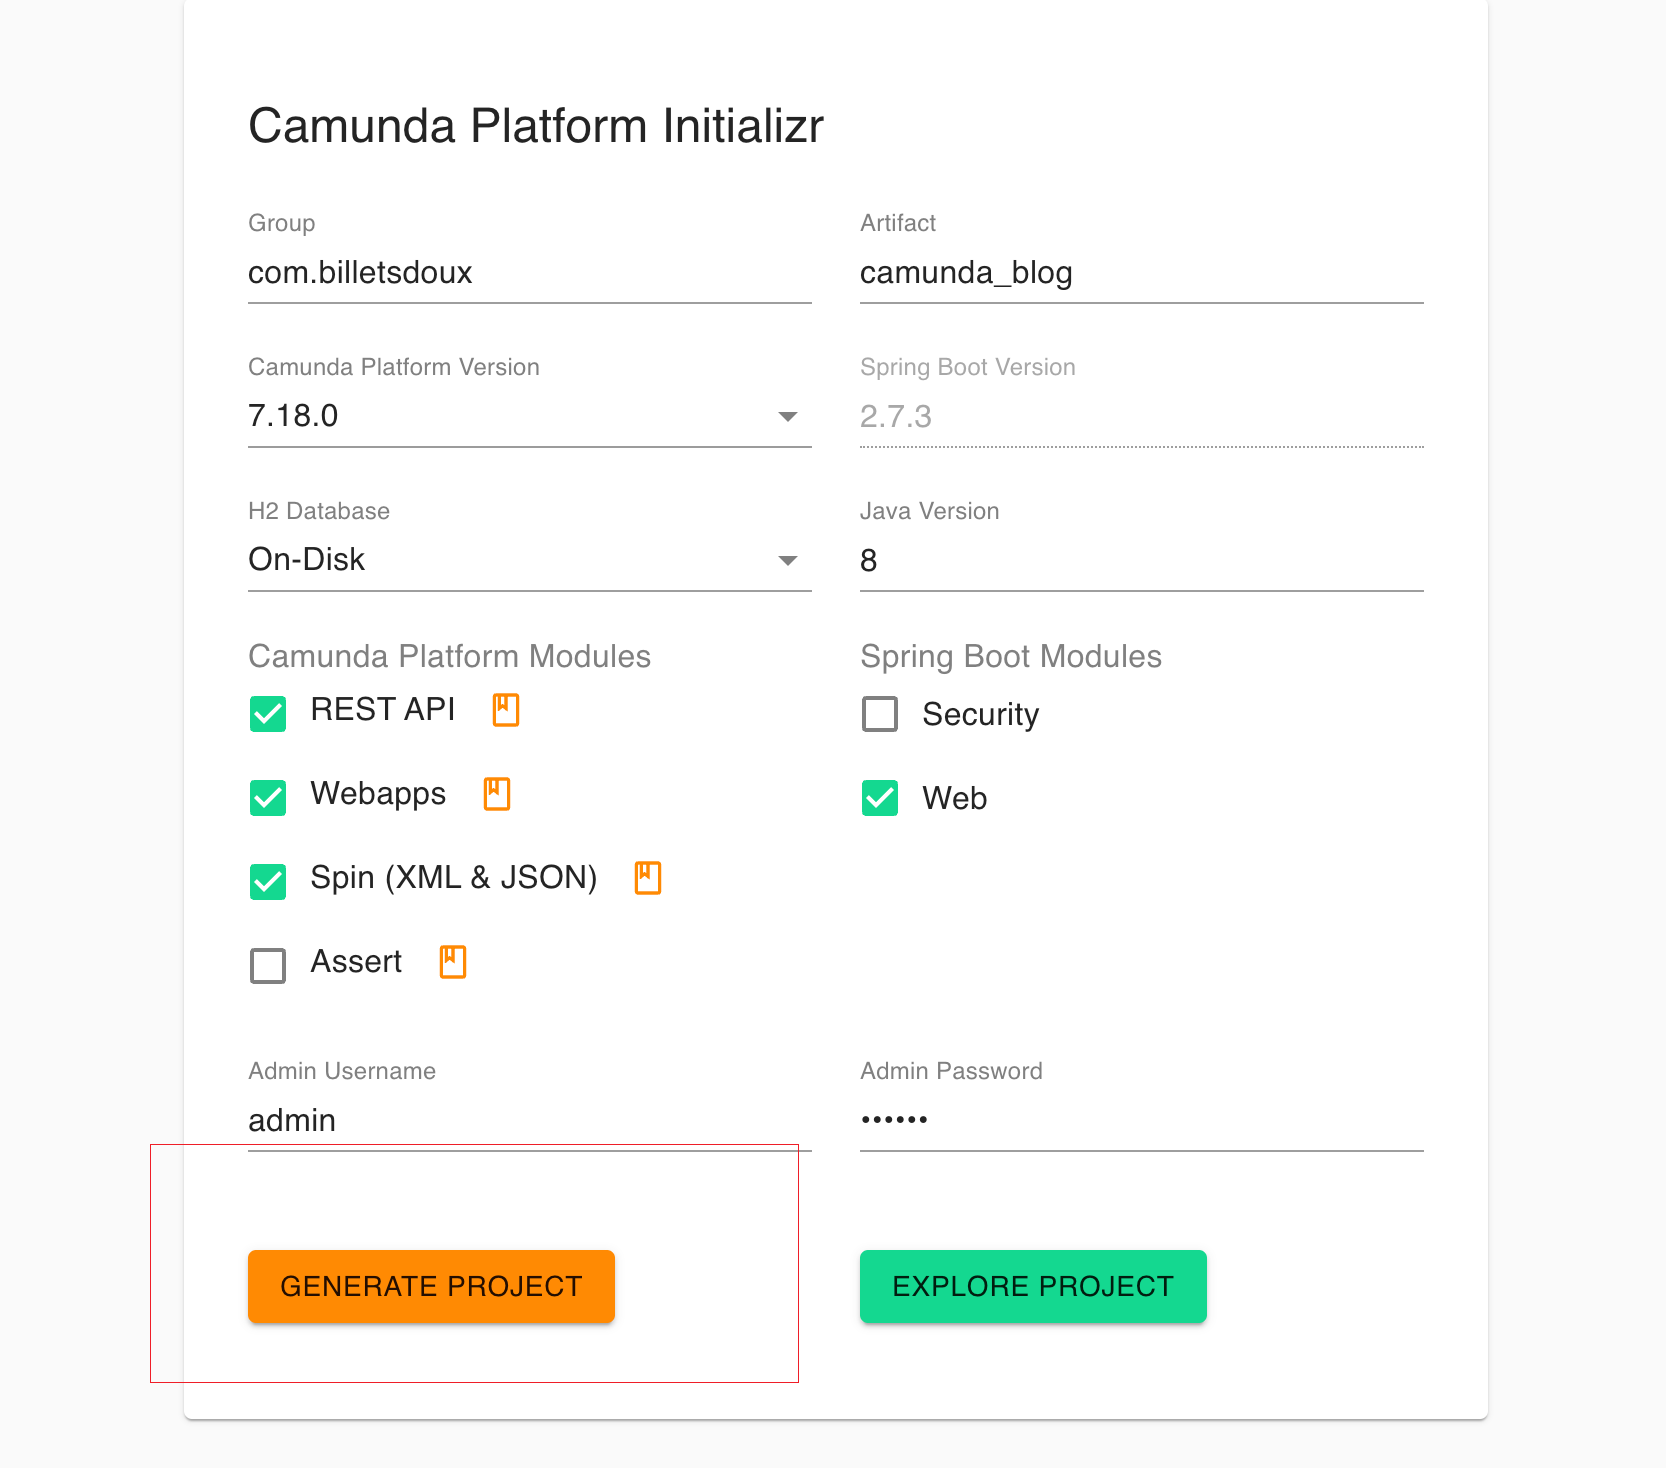 Camunda Platform Initializr
Group
Artifact
com.billetsdoux
camunda_blog
Camunda Platform Version
Spring Boot Version
7.18.0
2.7.3
H2 Database
Java Version
On-Disk
8
Camunda Platform Modules
Spring Boot Modules
REST API
Security
Webapps
Web
Spin (XML & JSON)
Assert
Admin Username
Admin Password
admin
••••••
GENERATE PROJECT
EXPLORE PROJECT